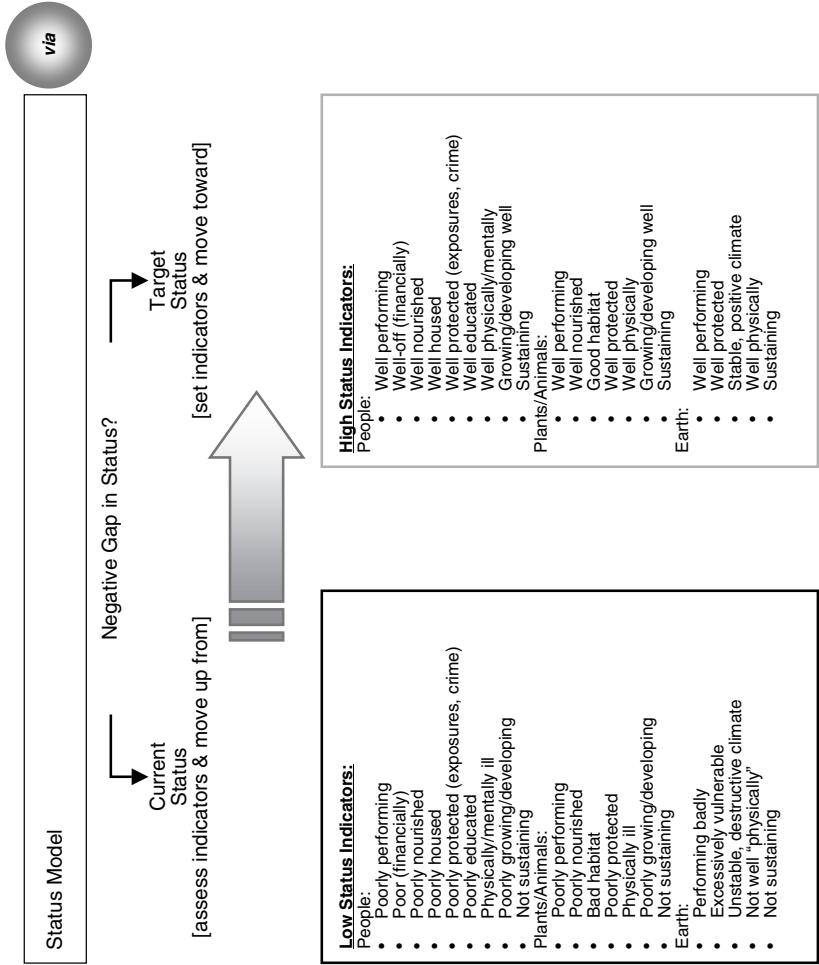 Status Model
via
Negative Gap in Status?
Current
Status
[assess indicators & move up from]
Target
Status
[set indicators & move toward]
Low Status Indicators:
People:
• Poorly performing
• Poor (financially)
• Poorly nourished
• Poorly housed
• Poorly protected (exposures, crime)
• Poorly educated
• Physically/mentally ill
• Poorly growing/developing
• Not sustaining
Plants/Animals:
• Poorly performing
• Poorly nourished
• Bad habitat
• Poorly protected
• Physically ill
• Poorly growing/developing
• Not sustaining
Earth:
• Performing badly
• Excessively vulnerable
• Unstable, destructive climate
• Not well “physically”
• Not sustaining
High Status Indicators:
People:
• Well performing
• Well-off (financially)
• Well nourished
• Well housed
• Well protected (exposures, crime)
• Well educated
• Well physically/mentally
• Growing/developing well
• Sustaining
Plants/Animals:
• Well performing
• Well nourished
• Good habitat
• Well protected
• Well physically
• Growing/developing well
• Sustaining
Earth:
• Well performing
• Well protected
• Stable, positive climate
• Well physically
• Sustaining